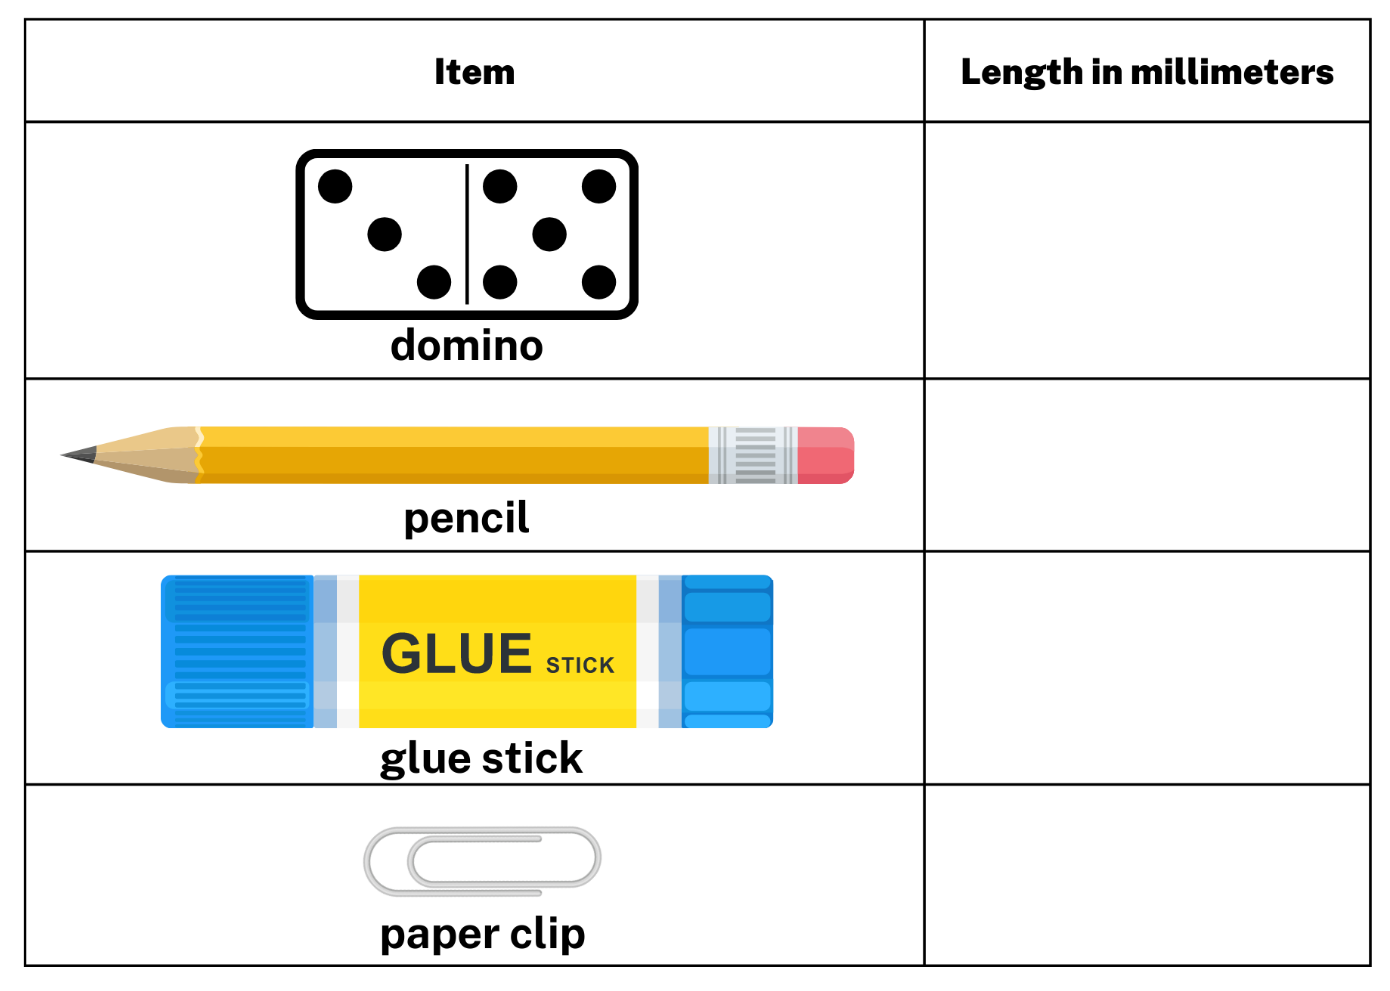 Item
Length in millimeters
domino
pencil
GLUE STICK
glue stick
paper clip